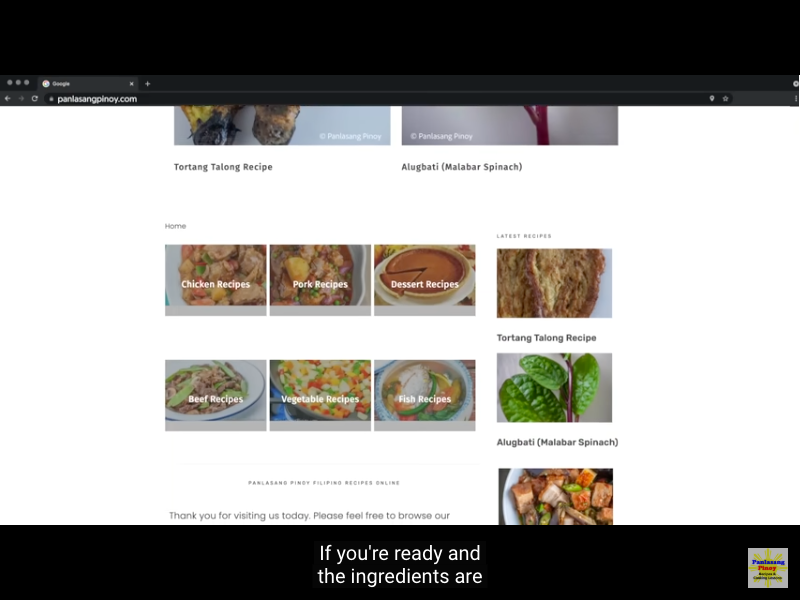 Google
panlasangpinoy.com
© Panlasang Pinoy
© Panlasang Pinoy
Tortang Talong Recipe
Alugbati (Malabar Spinach)
Home
LATEST RECIPES
Chicken Recipes
Pork Recipes
Dessert Recipes
Tortang Talong Recipe
Beef Recipes
Vegetable Recipes
Fish Recipes
Alugbati (Malabar Spinach)
PANLASANG PINOY FILIPINO RECIPES ONLINE
Thank you for visiting us today. Please feel free to browse our
If you're ready and
the ingredients are
Panlasang
Pinoy
Recipes &
Cooking Lessons